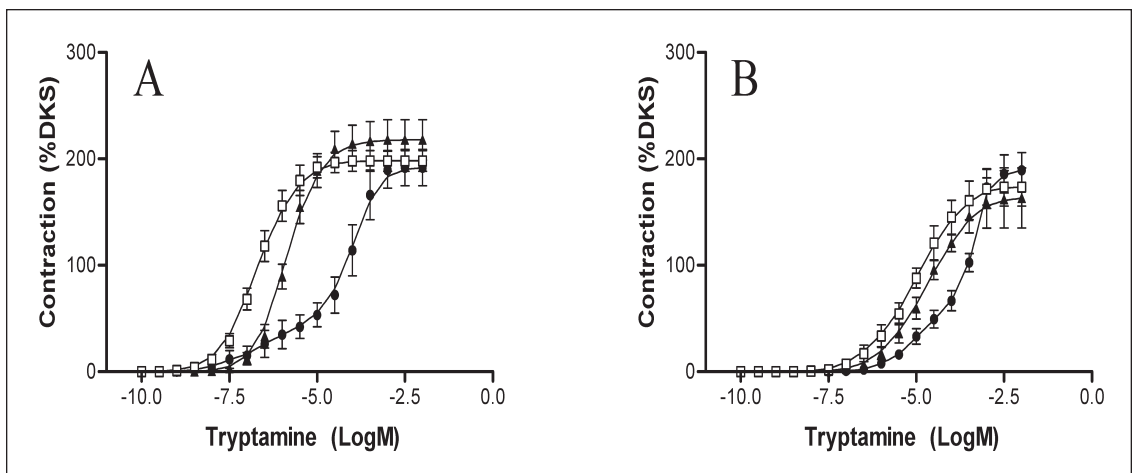 A
300
200
100
0
Contraction (%DKS)
-10.0 -7.5 -5.0 -2.5 0.0
Tryptamine (LogM)
B
300
200
100
0
Contraction (%DKS)
-10.0 -7.5 -5.0 -2.5 0.0
Tryptamine (LogM)